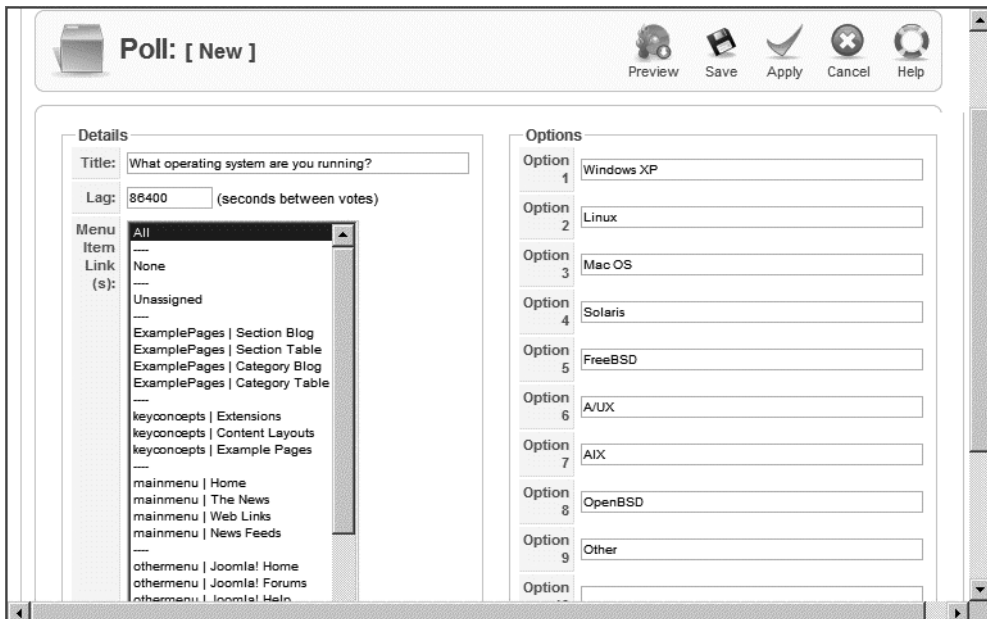 Poll: [ New ]
Preview Save Apply Cancel Help
Details
Title: What operating system are you running?
Lag: 86400 (seconds between votes)
Menu Item Link (s):
All
----
None
----
Unassigned
----
ExamplePages | Section Blog
ExamplePages | Section Table
ExamplePages | Category Blog
ExamplePages | Category Table
----
keyconcepts | Extensions
keyconcepts | Content Layouts
keyconcepts | Example Pages
----
mainmenu | Home
mainmenu | The News
mainmenu | Web Links
mainmenu | News Feeds
----
othermenu | Joomla! Home
othermenu | Joomla! Forums
othermenu | Joomla! Help
Options
Option 1 Windows XP
Option 2 Linux
Option 3 Mac OS
Option 4 Solaris
Option 5 FreeBSD
Option 6 A/UX
Option 7 AIX
Option 8 OpenBSD
Option 9 Other
Option